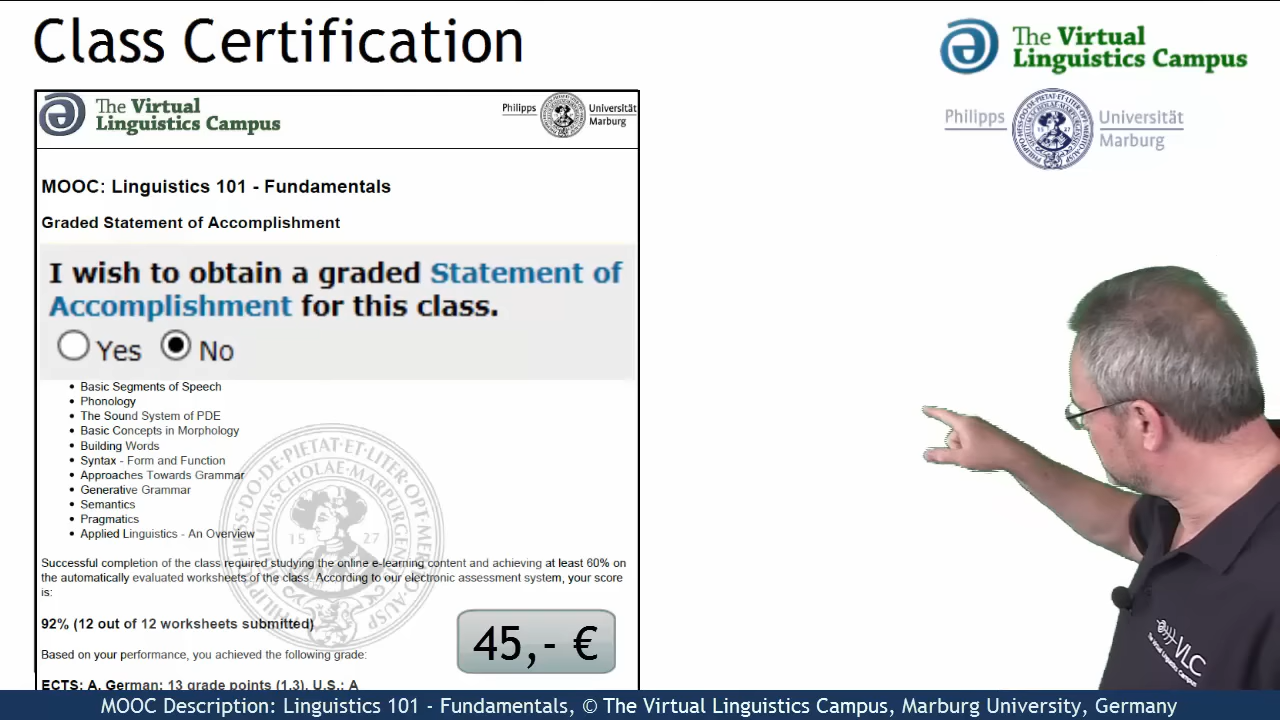 Class Certification
The Virtual
Linguistics Campus
Philipps Universität
Marburg
The Virtual
Linguistics Campus
Philipps Universität
Marburg
MOOC: Linguistics 101 - Fundamentals
Graded Statement of Accomplishment
I wish to obtain a graded Statement of
Accomplishment for this class.
Yes No
• Basic Segments of Speech
• Phonology
• The Sound System of PDE
• Basic Concepts in Morphology
• Building Words
• Syntax - Form and Function
• Approaches Towards Grammar
• Generative Grammar
• Semantics
• Pragmatics
• Applied Linguistics - An Overview
15 27
Successful completion of the class required studying the online e-learning content and achieving at least 60% on
the automatically evaluated worksheets of the class. According to our electronic assessment system, your score
is:
92% (12 out of 12 worksheets submitted)
45,- €
Based on your performance, you achieved the following grade:
ECTS: A, German: 13 grade points (1,3), U.S.: A
VLC
MOOC Description: Linguistics 101 - Fundamentals, © The Virtual Linguistics Campus, Marburg University, Germany